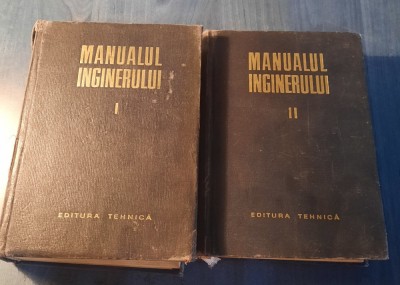 MANUALUL
INGINERULUI
I
EDITURA TEHNICĂ
MANUALUL
INGINERULUI
II
EDITURA TEHNICĂ